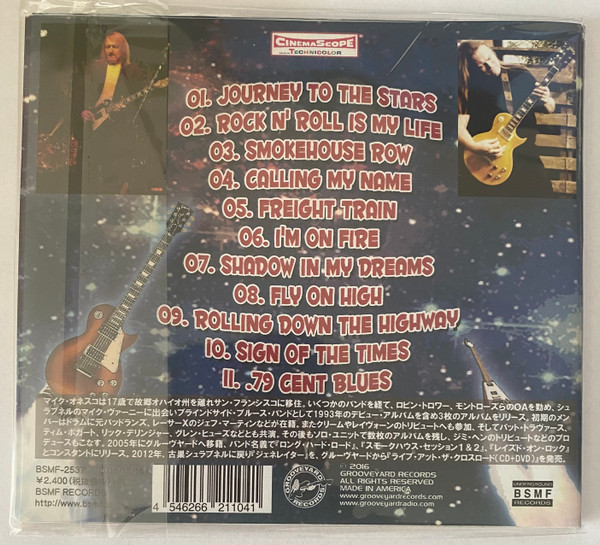 CINEMASCOPE
TECHNICOLOR
01. JOURNEY TO THE STARS
02. ROCK N' ROLL IS MY LIFE
03. SMOKEHOUSE ROW
04. CALLING MY NAME
05. FREIGHT TRAIN
06. I'M ON FIRE
07. SHADOW IN MY DREAMS
08. FLY ON HIGH
09. ROLLING DOWN THE HIGHWAY
10. SIGN OF THE TIMES
11. .79 CENT BLUES
マイク・オネスコは17歳で故郷オハイオ州を離れサン・フランシスコに移住。いくつかのバンドを経て、ロビン・トロワー、モントローズらのOAを勤め、シュ
ラプネルのマイク・ヴァーニーに出会いブラインドサイド・ブルース・バンドとして1993年のデビュー・アルバムを含め3枚のアルバムをリリース。初期のメン
バーはドラムに元バッドランズ、レーサーXのジェフ・マーティンなどが在籍。またクリームやレイヴォーンのトリビュートへも参加、そしてパット・トラヴァース、
ティム・ボガート、リック・デリンジャー、グレン・ヒューズなどとも共演。その後もソロ・ユニットで数枚のアルバムを残し、ジミ・ヘンのトリビュートなどのプロ
デュースもこなす。2005年にグルーヴヤードへ移籍、バンド名義で『ロング・ハード・ロード』、『スモークハウス・セッション1＆2』、『レイズド・オン・ロック』
とコンスタントにリリース。2012年、古巣シュラプネルに戻り『ジェネレイター』を、グルーヴヤードから『ライブ・アット・ザ・クロスロード(CD+DVD)』を発売。
BSMF-2537
￥2,400(税抜
BSMF RECORD
http://www.b
4 546266 211041
GROOVEYARD
RECORDS
© 2016
GROOVEYARD RECORDS
ALL RIGHTS RESERVED
MADE IN AMERICA
www.grooveyardrecords.com
www.grooveyardradio.com
UNDERGROUND
BSMF
RECORDS